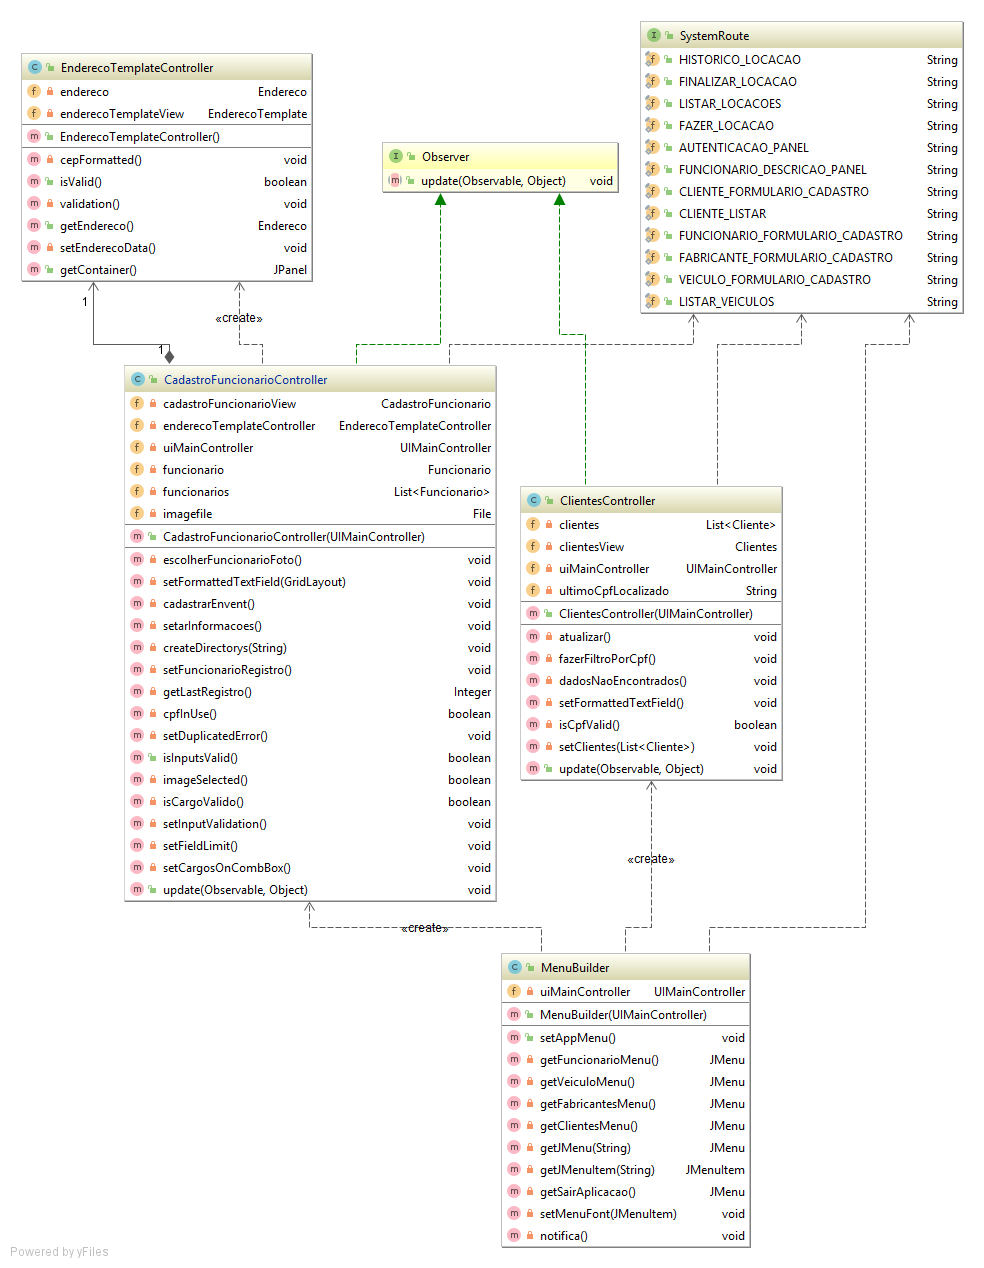 SystemRoute
HISTORICO_LOCACAO String
FINALIZAR_LOCACAO String
LISTAR_LOCACOES String
FAZER_LOCACAO String
AUTENTICACAO_PANEL String
FUNCIONARIO_DESCRICAO_PANEL String
CLIENTE_FORMULARIO_CADASTRO String
CLIENTE_LISTAR String
FUNCIONARIO_FORMULARIO_CADASTRO String
FABRICANTE_FORMULARIO_CADASTRO String
VEICULO_FORMULARIO_CADASTRO String
LISTAR_VEICULOS String
EnderecoTemplateController
endereco Endereco
enderecoTemplateView EnderecoTemplate
EnderecoTemplateController()
cepFormatted() void
isValid() boolean
validation() void
getEndereco() Endereco
setEnderecoData() void
getContainer() JPanel
Observer
update(Observable, Object) void
1
«create»
1
CadastroFuncionarioController
cadastroFuncionarioView CadastroFuncionario
enderecoTemplateController EnderecoTemplateController
uiMainController UIMainController
funcionario Funcionario
funcionarios List<Funcionario>
imagefile File
CadastroFuncionarioController(UIMainController)
escolherFuncionarioFoto() void
setFormattedTextField(GridLayout) void
cadastrarEnvent() void
setarInformacoes() void
createDirectorys(String) void
setFuncionarioRegistro() void
getLastRegistro() Integer
cpfInUse() boolean
setDuplicatedError() void
isInputsValid() boolean
imageSelected() boolean
isCargoValido() boolean
setInputValidation() void
setFieldLimit() void
setCargosOnCombBox() void
update(Observable, Object) void
ClientesController
clientes List<Cliente>
clientesView Clientes
uiMainController UIMainController
ultimoCpfLocalizado String
ClientesController(UIMainController)
atualizar() void
fazerFiltroPorCpf() void
dadosNaoEncontrados() void
setFormattedTextField() void
isCpfValid() boolean
setClientes(List<Cliente>) void
update(Observable, Object) void
«create»
«create»
MenuBuilder
uiMainController UIMainController
MenuBuilder(UIMainController)
setAppMenu() void
getFuncionarioMenu() JMenu
getVeiculoMenu() JMenu
getFabricantesMenu() JMenu
getClientesMenu() JMenu
getJMenu(String) JMenu
getJMenuItem(String) JMenuItem
getSairAplicacao() JMenu
setMenuFont(JMenuItem) void
notifica() void
Powered by yFiles